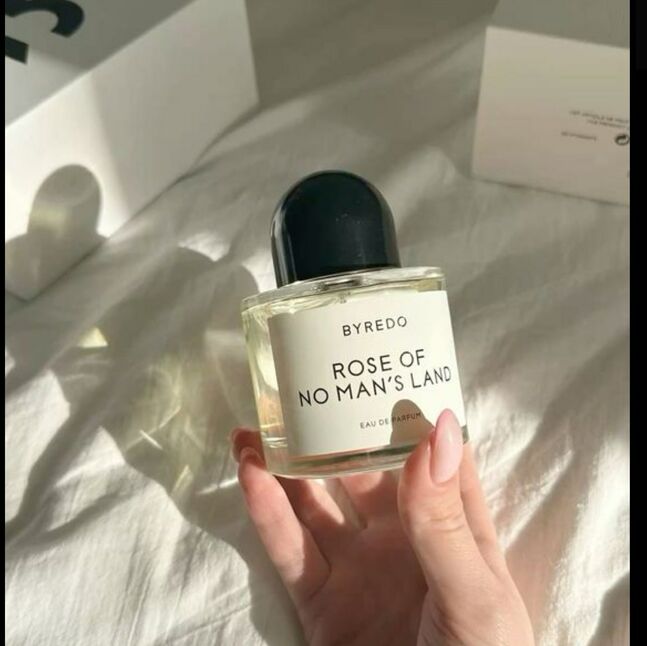 BYREDO
ROSE OF
NO MAN'S LAND
EAU DE PARFUM